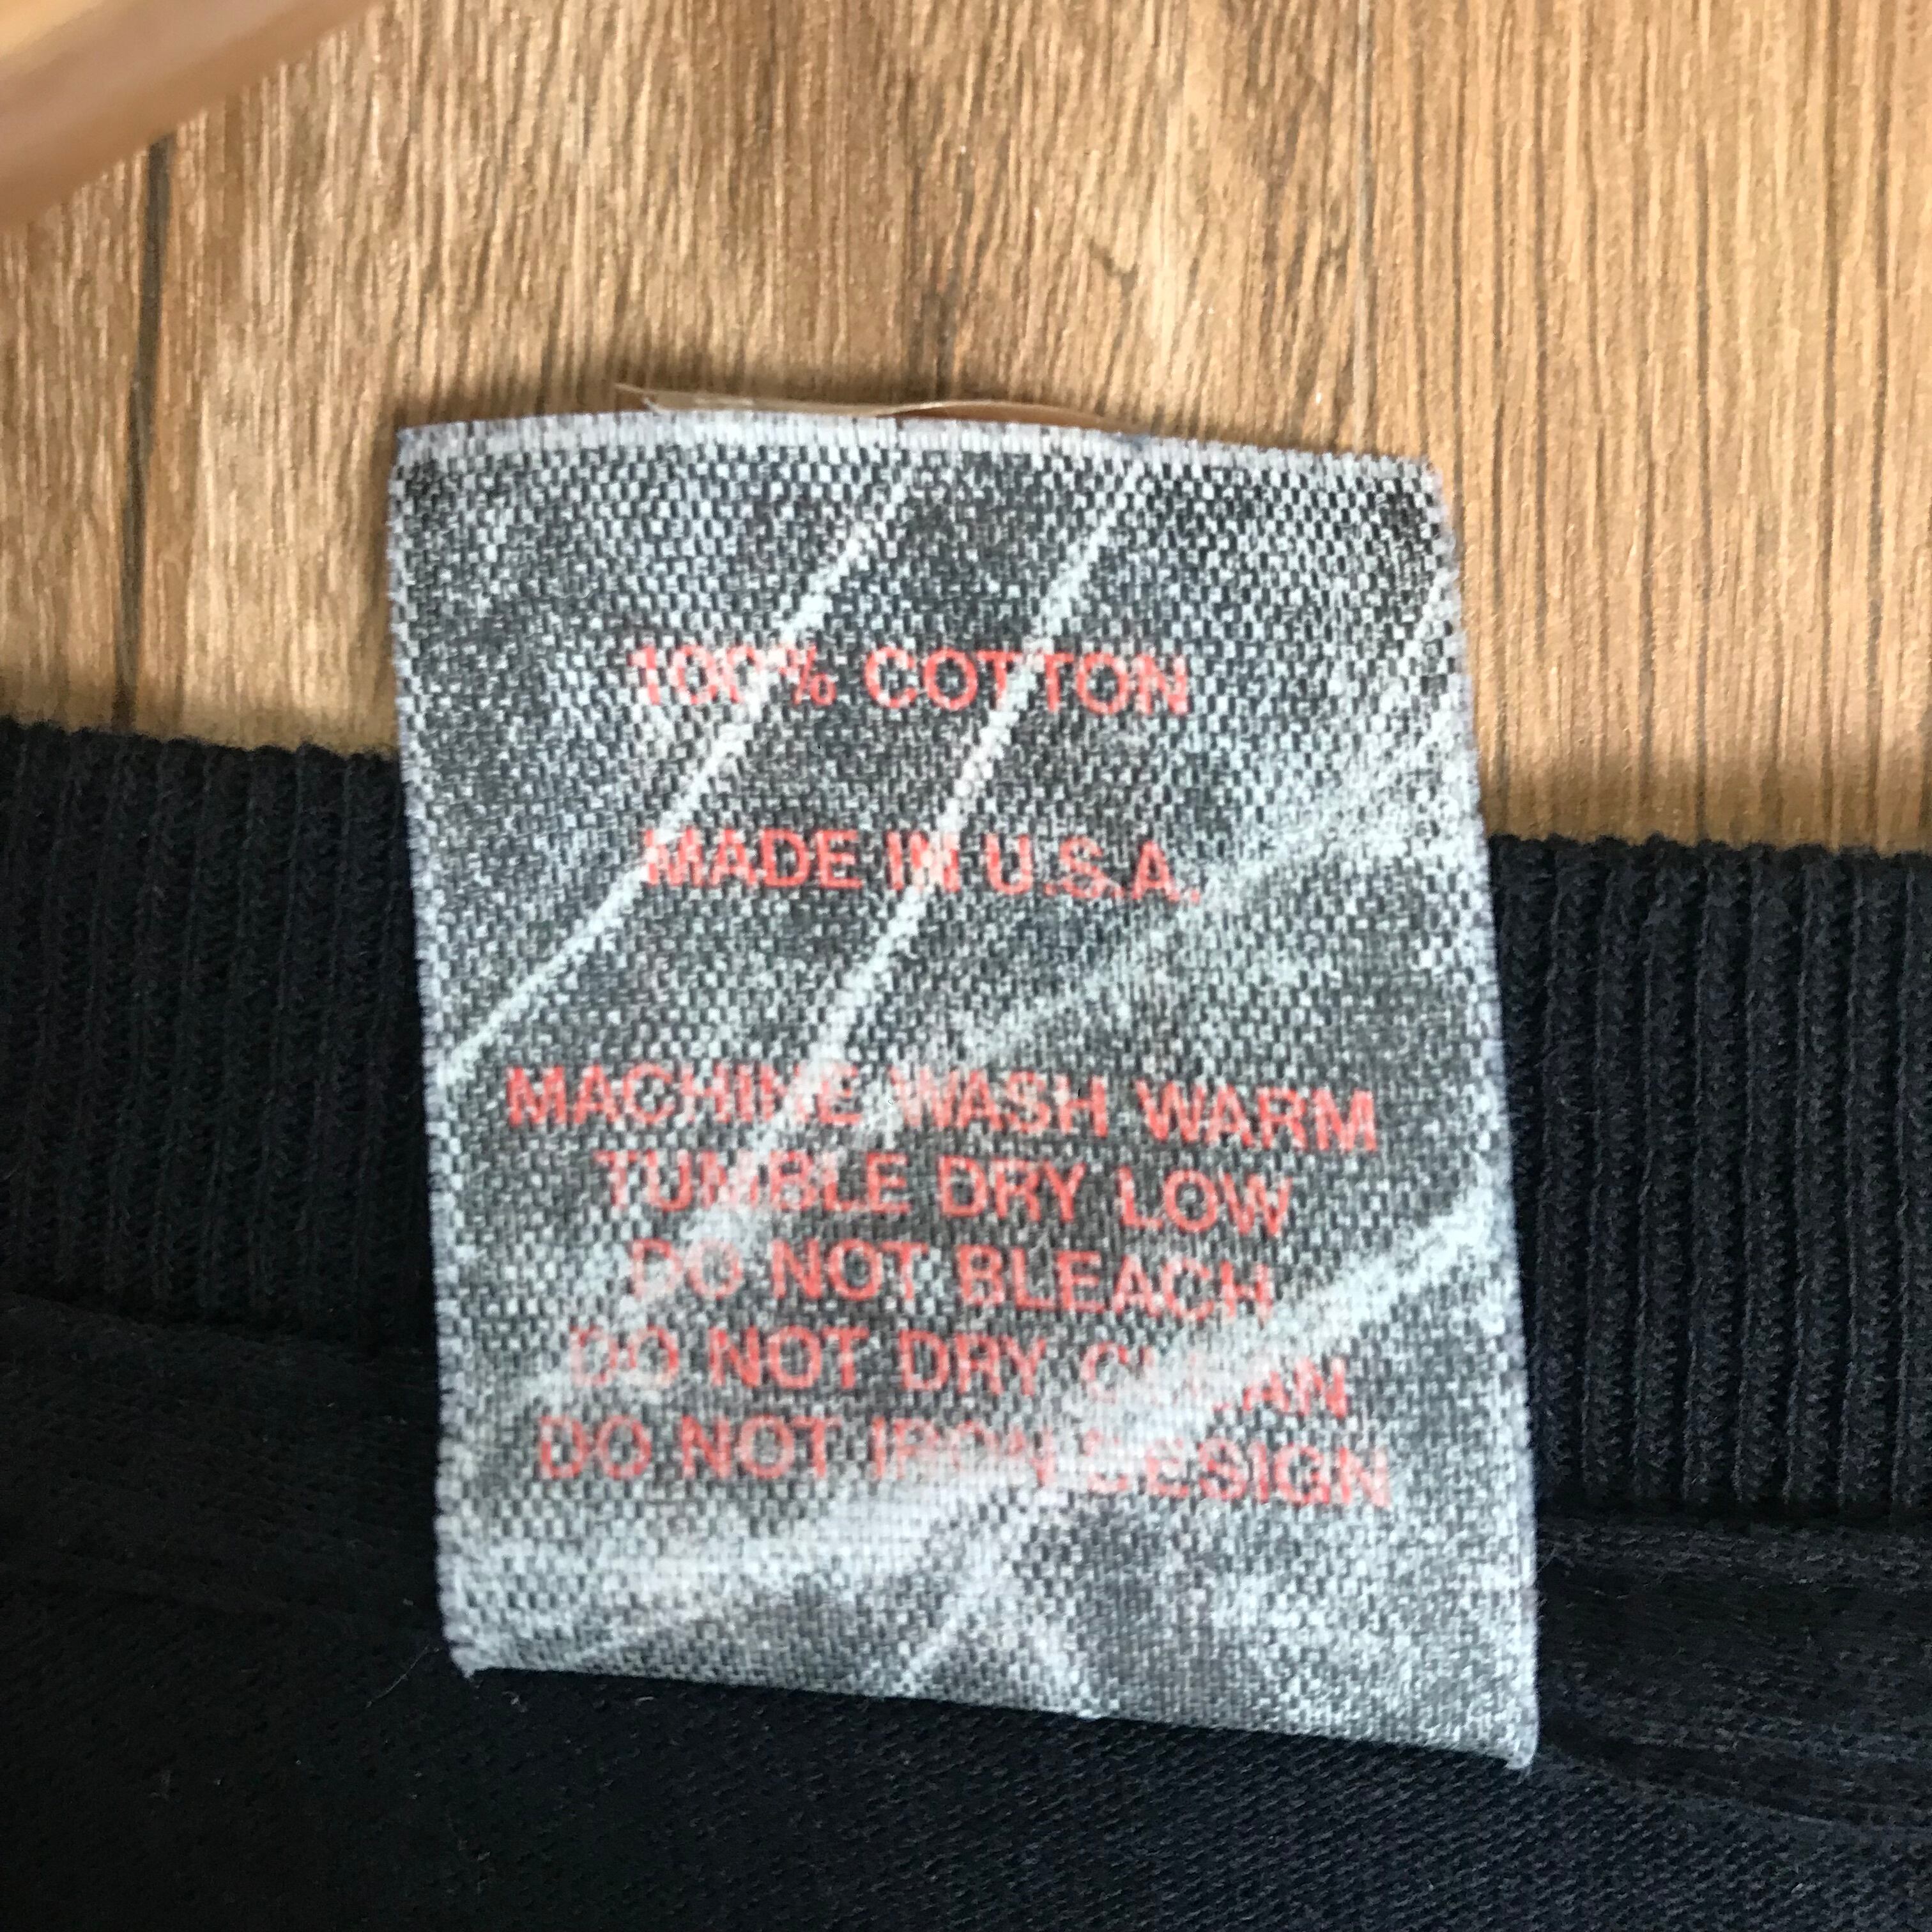 100% COTTON
MADE IN U.S.A.
MACHINE WASH WARM
TUMBLE DRY LOW
DO NOT BLEACH
DO NOT DRY CLEAN
DO NOT IRON DESIGN